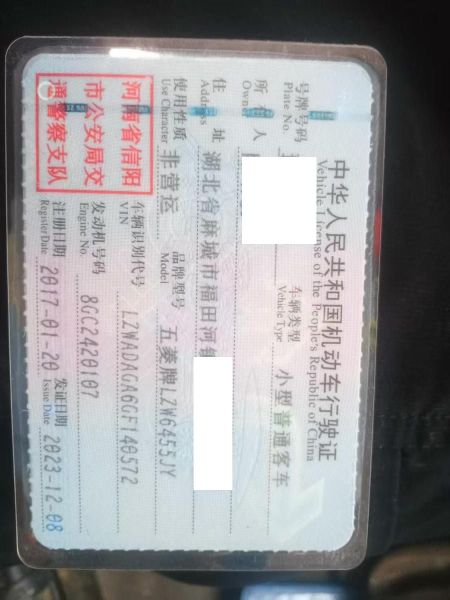 中华人民共和国机动车行驶证
Vehicle License of the People's Republic of China
号牌号码
Plate No.
车辆类型 小型普通客车
Vehicle Type
所有人
Owner
住址 湖北省麻城市福田河镇
Address
使用性质 非营运
Use Character
品牌型号 五菱牌LZW6455JY
Model
河南省信阳
市公安局交
通警察支队
车辆识别代号 LZWADAGA6GF140572
VIN
发动机号码 8GC2420107
Engine No.
注册日期 2017-01-20
Register Date
发证日期 2023-12-08
Issue Date